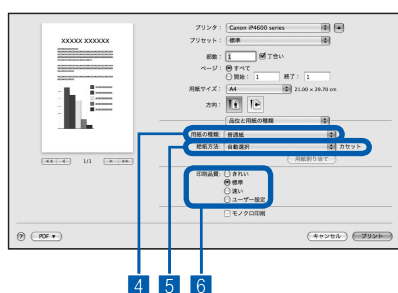 XXXXX XXXXXX
1/1
プリンタ： Canon iP4600 series
プリセット： 標準
部数： 1 丁合い
ページ： すべて
開始： 1 終了： 1
用紙サイズ： A4 21.00 x 29.70 cm
方向：
品位と用紙の種類
用紙の種類: 普通紙
給紙方法: 自動選択 カセット
用紙割り当て
印刷品質: きれい
標準
速い
ユーザー設定
モノクロ印刷
? PDF キャンセル プリント
4 5 6